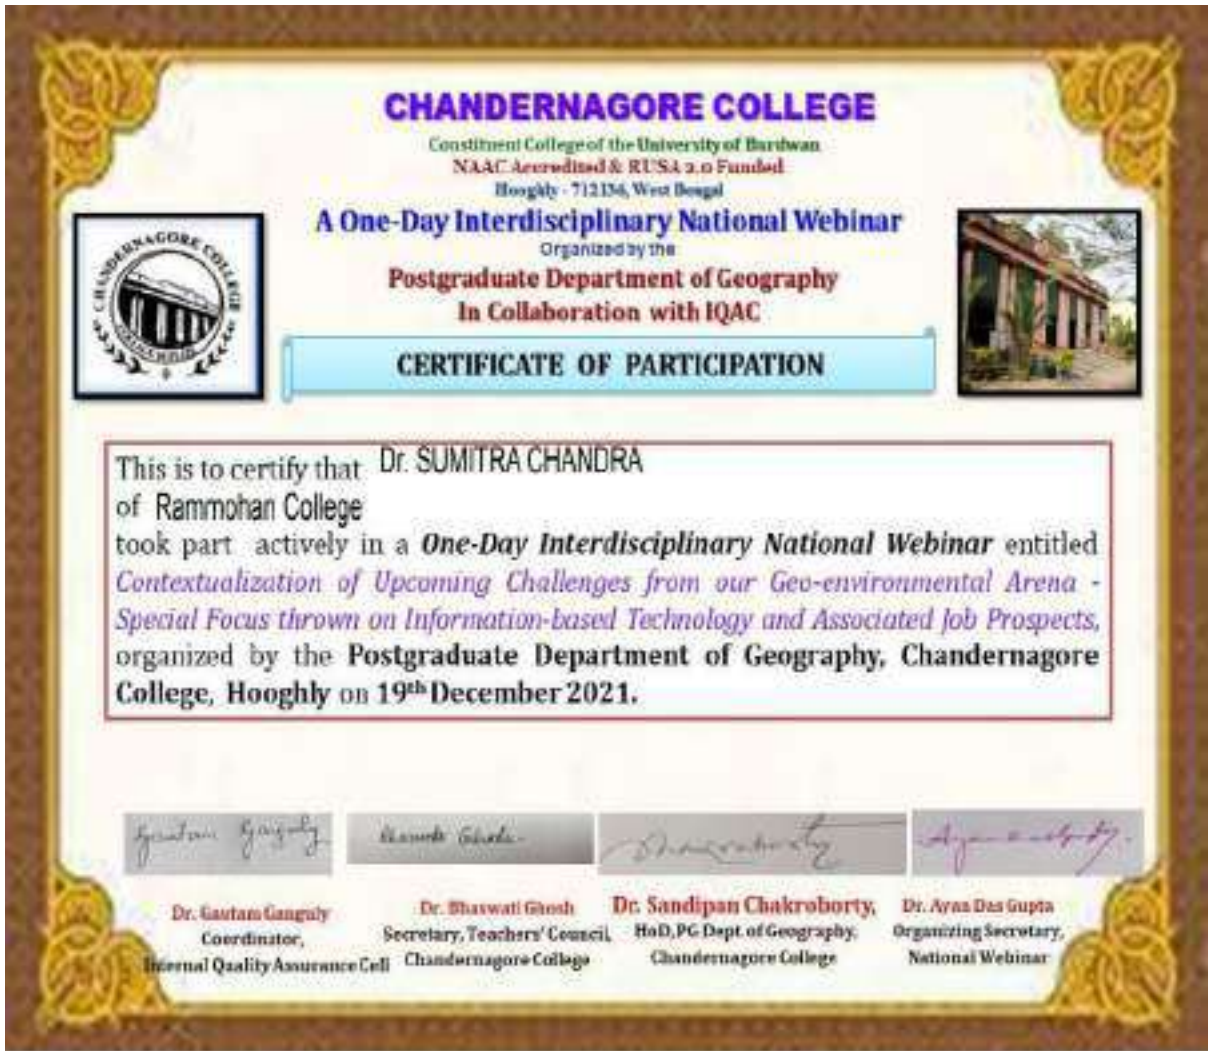 CHANDERNAGORE COLLEGE
Constituent College of the University of Burdwan
NAAC Accredited & RUSA 2.0 Funded
Hooghly - 712136, West Bengal
A One-Day Interdisciplinary National Webinar
Organized by the
Postgraduate Department of Geography
In Collaboration with IQAC
CHANDERNAGORE COLLEGE
CERTIFICATE OF PARTICIPATION
This is to certify that Dr. SUMITRA CHANDRA
of Rammohan College
took part actively in a One-Day Interdisciplinary National Webinar entitled
Contextualization of Upcoming Challenges from our Geo-environmental Arena -
Special Focus thrown on Information-based Technology and Associated Job Prospects,
organized by the Postgraduate Department of Geography, Chandernagore
College, Hooghly on 19th December 2021.
Gautam Ganguly
Bhaswati Ghosh
Dr. Gautam Ganguly
Coordinator,
Internal Quality Assurance Cell
Dr. Bhaswati Ghosh
Secretary, Teachers' Council,
Chandernagore College
Dr. Sandipan Chakroborty,
HoD, PG Dept. of Geography,
Chandernagore College
Dr. Ayan Das Gupta
Organizing Secretary,
National Webinar